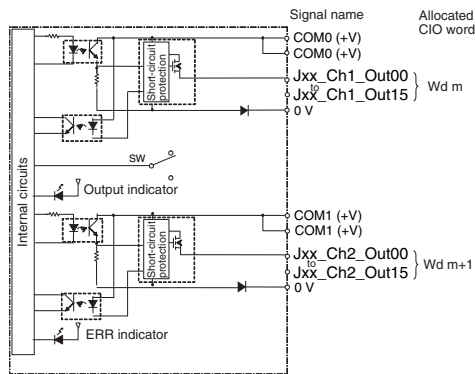 Signal name
Allocated
CIO word
COM0 (+V)
COM0 (+V)
Jxx_Ch1_Out00
to
Jxx_Ch1_Out15
Wd m
0 V
Short-circuit
protection
SW
Output indicator
Internal circuits
COM1 (+V)
COM1 (+V)
Jxx_Ch2_Out00
to
Jxx_Ch2_Out15
Wd m+1
0 V
Short-circuit
protection
ERR indicator